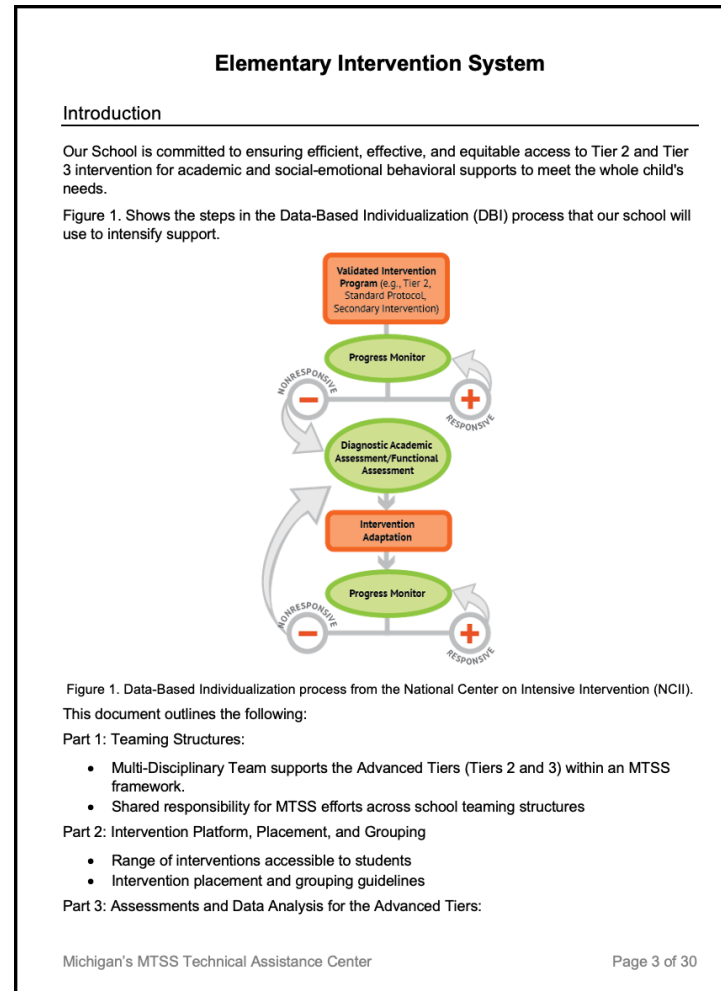 Elementary Intervention System
Introduction
Our School is committed to ensuring efficient, effective, and equitable access to Tier 2 and Tier
3 intervention for academic and social-emotional behavioral supports to meet the whole child's
needs.
Figure 1. Shows the steps in the Data-Based Individualization (DBI) process that our school will
use to intensify support.
Validated Intervention
Program (e.g., Tier 2,
Standard Protocol,
Secondary Intervention)
Progress Monitor
NONRESPONSIVE
RESPONSIVE
Diagnostic Academic
Assessment/Functional
Assessment
Intervention
Adaptation
Progress Monitor
NONRESPONSIVE
RESPONSIVE
Figure 1. Data-Based Individualization process from the National Center on Intensive Intervention (NCII).
This document outlines the following:
Part 1: Teaming Structures:
• Multi-Disciplinary Team supports the Advanced Tiers (Tiers 2 and 3) within an MTSS
framework.
• Shared responsibility for MTSS efforts across school teaming structures
Part 2: Intervention Platform, Placement, and Grouping
• Range of interventions accessible to students
• Intervention placement and grouping guidelines
Part 3: Assessments and Data Analysis for the Advanced Tiers:
Michigan's MTSS Technical Assistance Center
Page 3 of 30